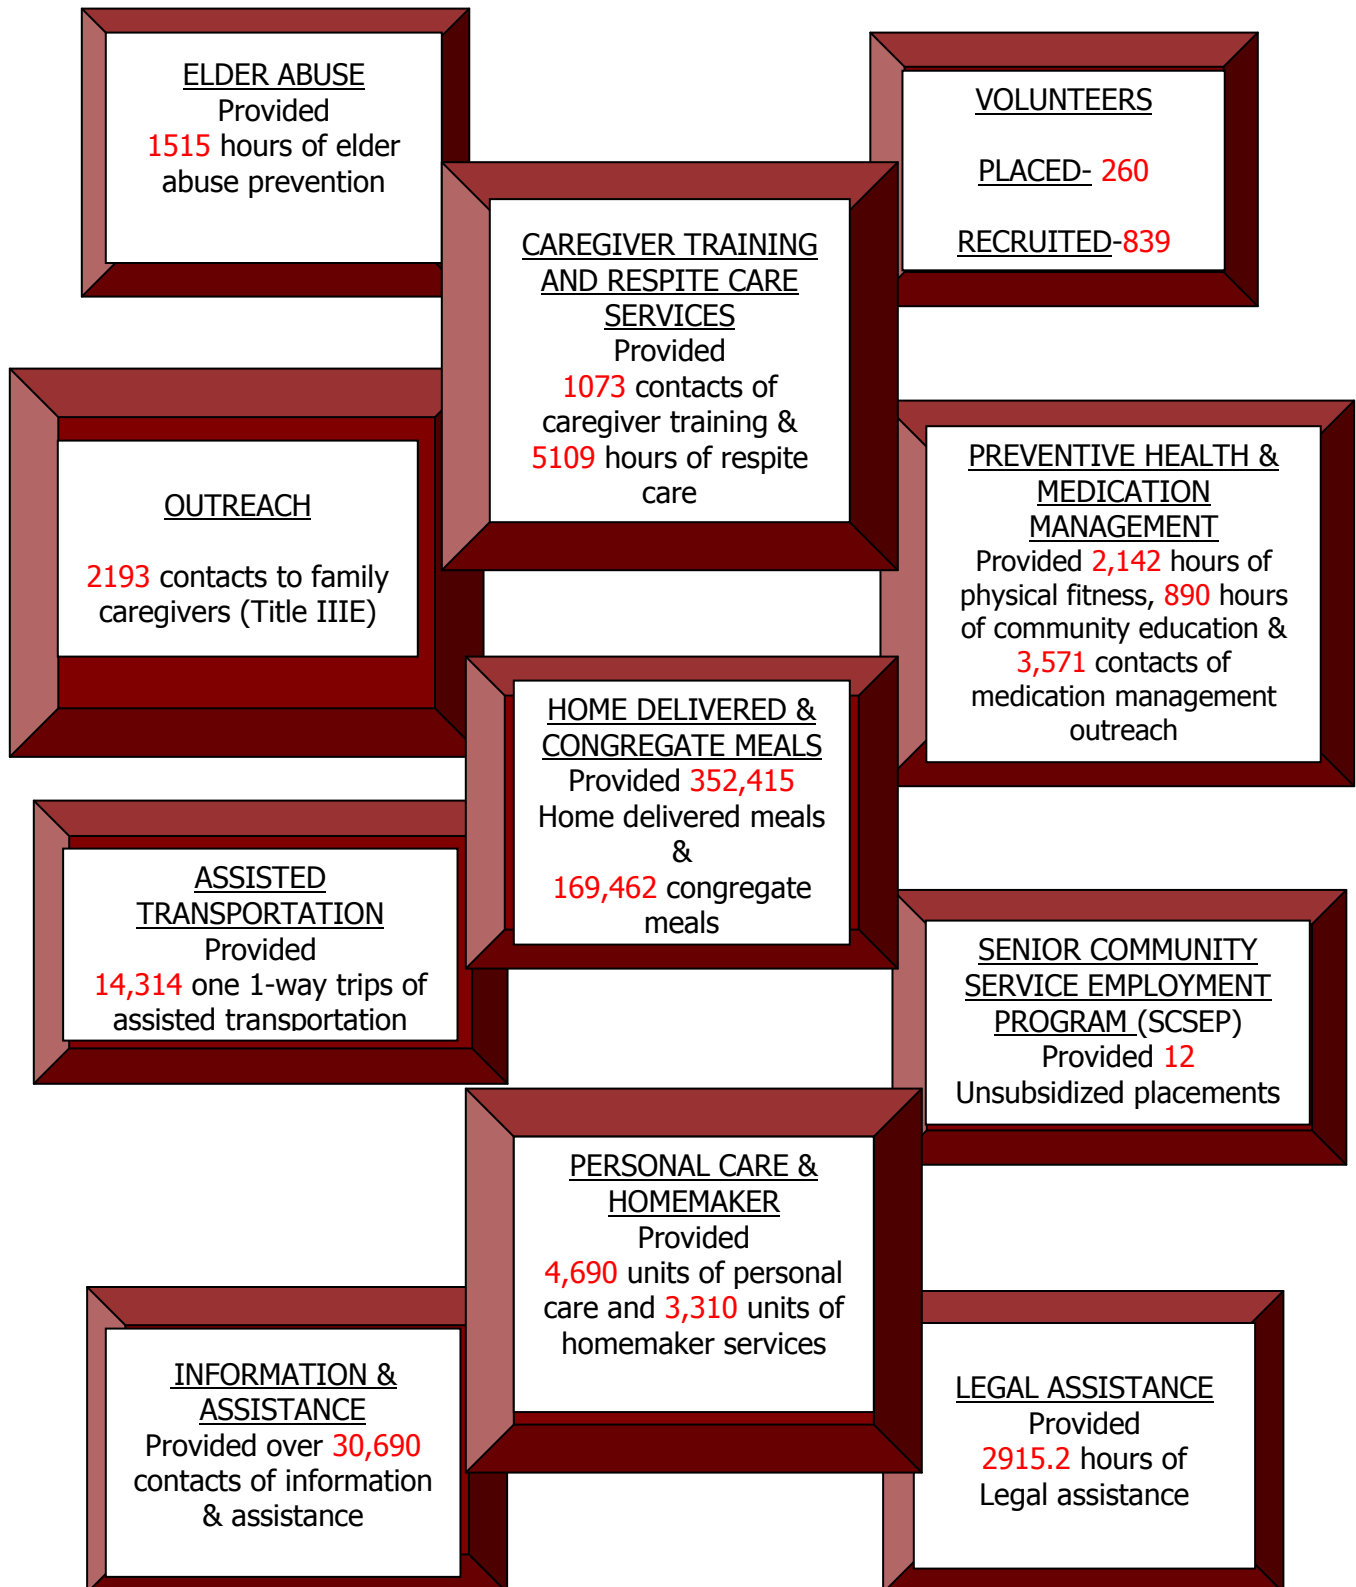 ELDER ABUSE
Provided
1515 hours of elder
abuse prevention
VOLUNTEERS
PLACED- 260
RECRUITED-839
CAREGIVER TRAINING
AND RESPITE CARE
SERVICES
Provided
1073 contacts of
caregiver training &
5109 hours of respite
care
OUTREACH
2193 contacts to family
caregivers (Title IIIE)
PREVENTIVE HEALTH &
MEDICATION
MANAGEMENT
Provided 2,142 hours of
physical fitness, 890 hours
of community education &
3,571 contacts of
medication management
outreach
HOME DELIVERED &
CONGREGATE MEALS
Provided 352,415
Home delivered meals
&
169,462 congregate
meals
ASSISTED
TRANSPORTATION
Provided
14,314 one 1-way trips of
assisted transportation
SENIOR COMMUNITY
SERVICE EMPLOYMENT
PROGRAM (SCSEP)
Provided 12
Unsubsidized placements
PERSONAL CARE &
HOMEMAKER
Provided
4,690 units of personal
care and 3,310 units of
homemaker services
INFORMATION &
ASSISTANCE
Provided over 30,690
contacts of information
& assistance
LEGAL ASSISTANCE
Provided
2915.2 hours of
Legal assistance